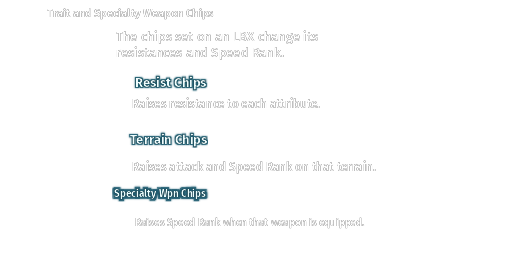 Trait and Specialty Weapon Chips
The chips set on an LBX change its
resistances and Speed Rank.
Resist Chips
Raises resistance to each attribute.
Terrain Chips
Raises attack and Speed Rank on that terrain.
Specialty Wpn Chips
Raises Speed Rank when that weapon is equipped.